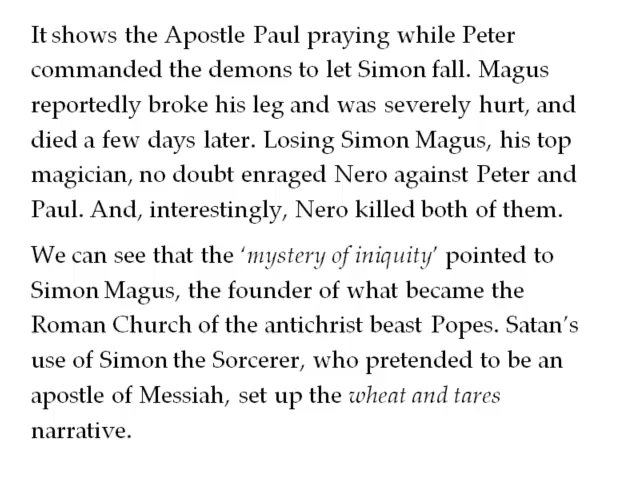 It shows the Apostle Paul praying while Peter
commanded the demons to let Simon fall. Magus
reportedly broke his leg and was severely hurt, and
died a few days later. Losing Simon Magus, his top
magician, no doubt enraged Nero against Peter and
Paul. And, interestingly, Nero killed both of them.
We can see that the ‘mystery of iniquity’ pointed to
Simon Magus, the founder of what became the
Roman Church of the antichrist beast Popes. Satan’s
use of Simon the Sorcerer, who pretended to be an
apostle of Messiah, set up the wheat and tares
narrative.